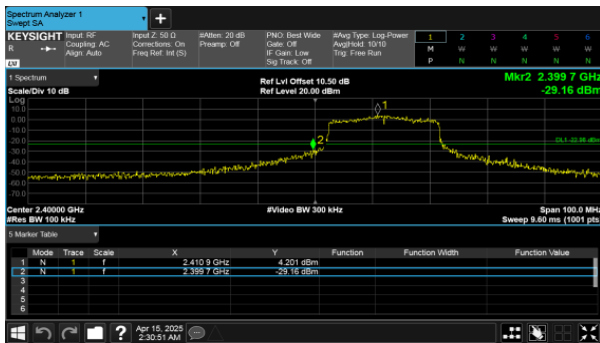 Spectrum Analyzer 1
Swept SA
+
KEYSIGHT Input: RF Input Z: 50 Ω #Atten: 20 dB PNO: Best Wide #Avg Type: Log-Power 1 2 3 4 5 6
R Coupling: AC Corrections: On Preamp: Off Gate: Off Avg|Hold: 10/10 M W W W W W
Align: Auto Freq Ref: Int (S) IF Gain: Low Trig: Free Run
Sig Track: Off P N N N N N
LXI
1 Spectrum
Ref Lvl Offset 10.50 dB Mkr2 2.399 7 GHz
Scale/Div 10 dB Ref Level 20.00 dBm -29.16 dBm
Log
10.0
0.00
-10.0
-20.0
-30.0
-40.0
-50.0
-60.0
-70.0
1
2
DL1 -22.96 dBm
Center 2.40000 GHz #Video BW 300 kHz Span 100.0 MHz
#Res BW 100 kHz Sweep 9.60 ms (1001 pts)
5 Marker Table
Mode Trace Scale X Y Function Function Width Function Value
1 N 1 f 2.410 9 GHz 4.201 dBm
2 N 1 f 2.399 7 GHz -29.16 dBm
3
4
5
6
?
Apr 15, 2025
2:30:51 AM